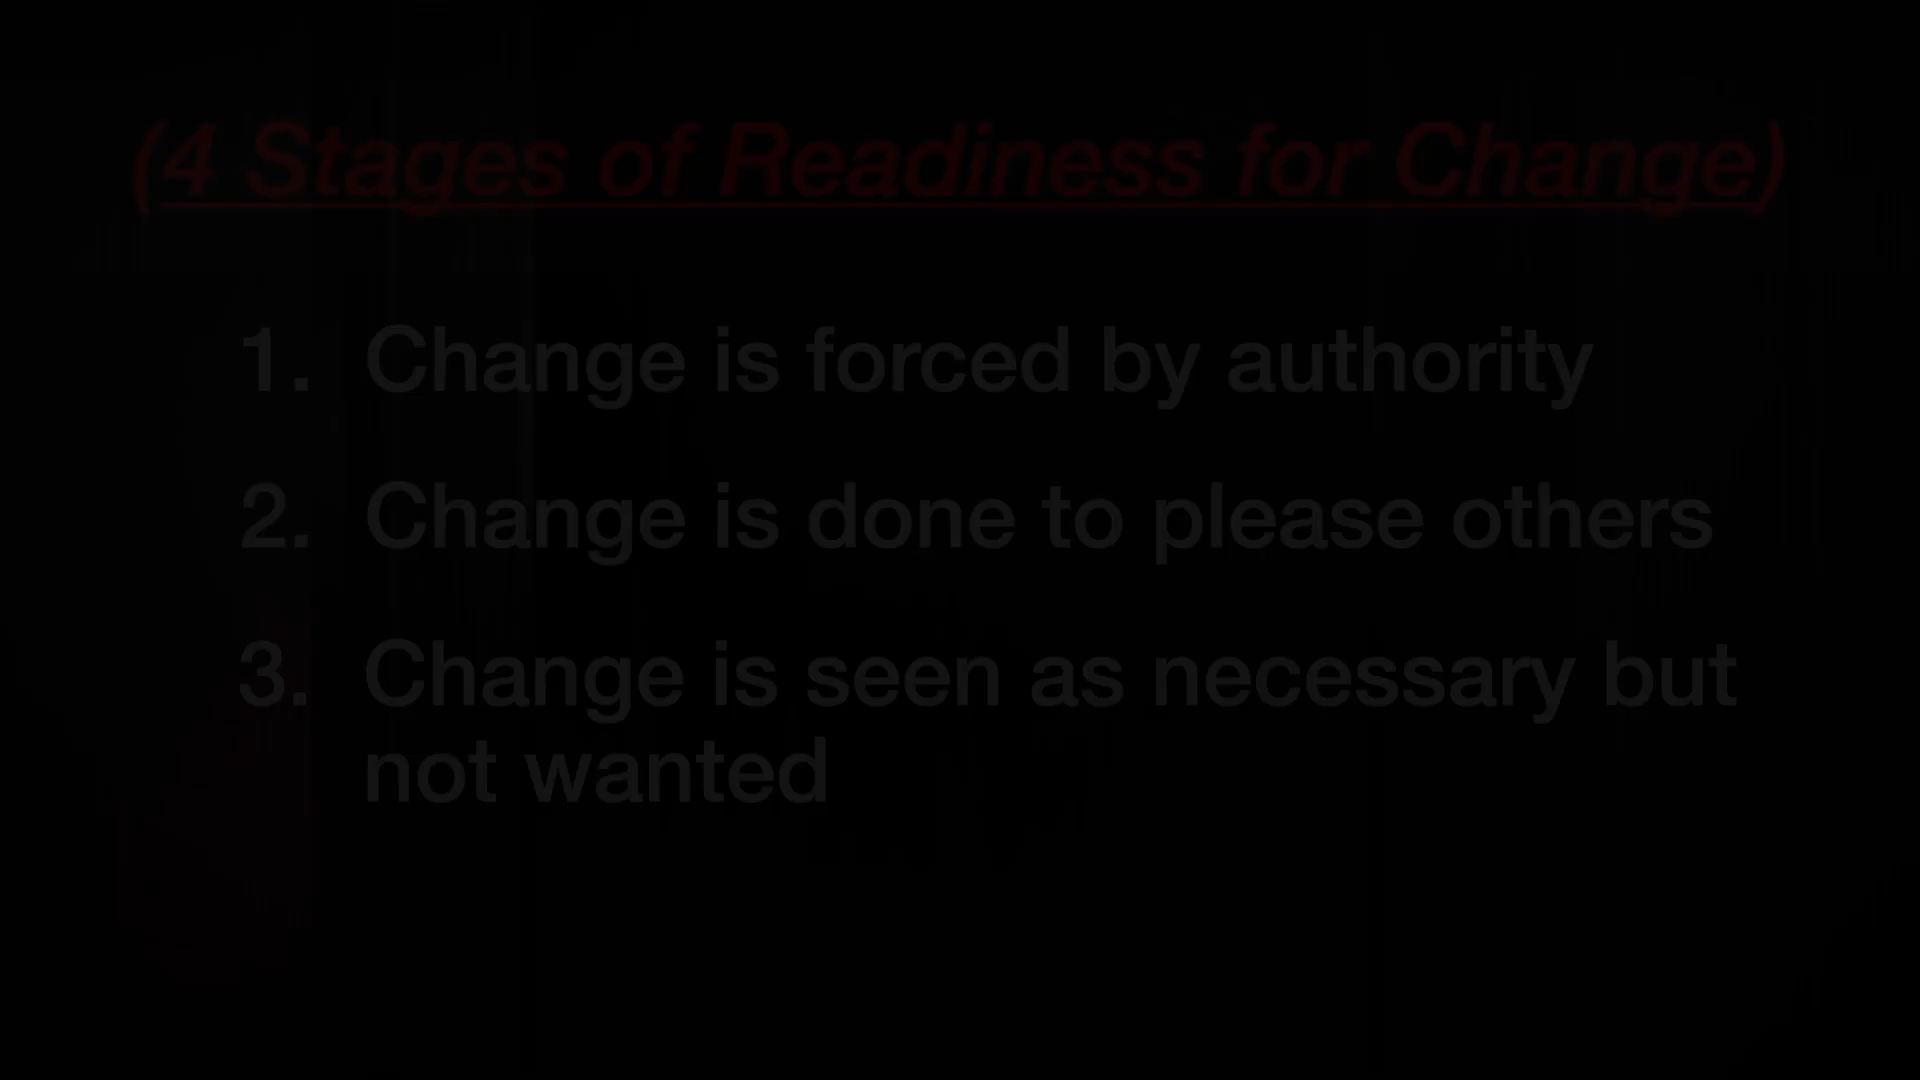 (4 Stages of Readiness for Change)
1. Change is forced by authority
2. Change is done to please others
3. Change is seen as necessary but
not wanted